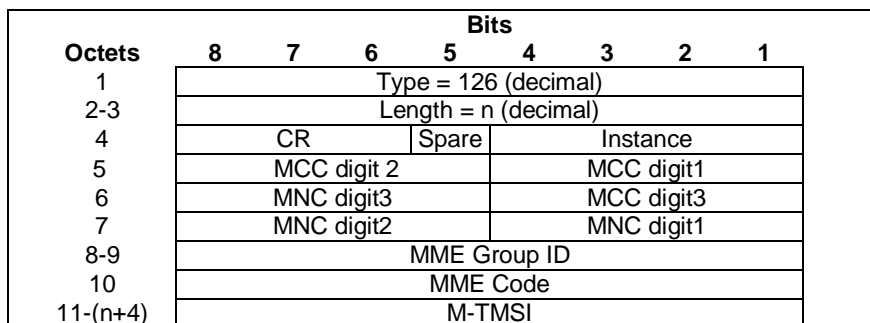 Bits
Octets 8 7 6 5 4 3 2 1
1 Type = 126 (decimal)
2-3 Length = n (decimal)
4 CR Spare Instance
5 MCC digit 2 MCC digit1
6 MNC digit3 MCC digit3
7 MNC digit2 MNC digit1
8-9 MME Group ID
10 MME Code
11-(n+4) M-TMSI